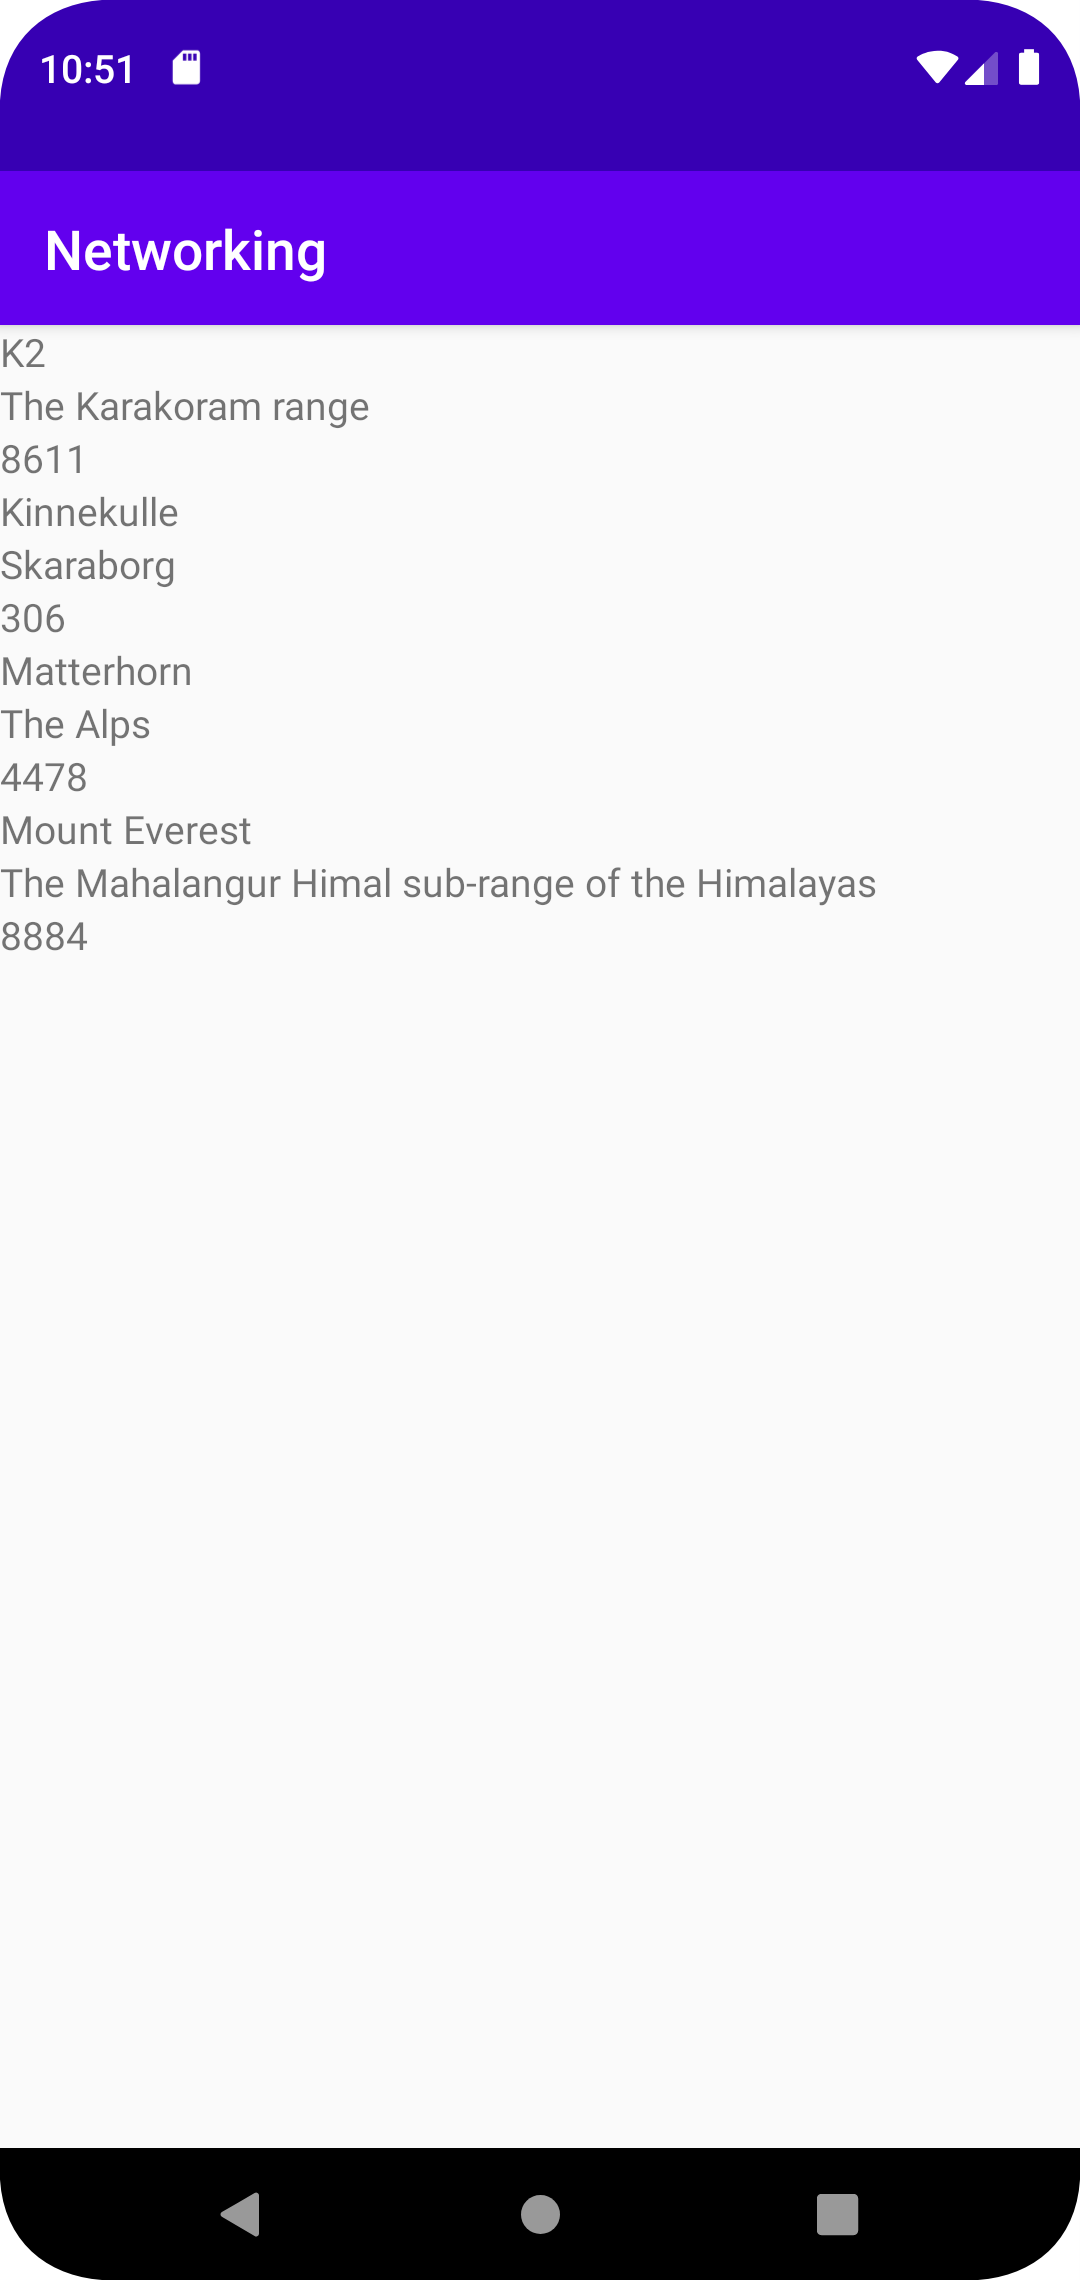 10:51
Networking
K2
The Karakoram range
8611
Kinnekulle
Skaraborg
306
Matterhorn
The Alps
4478
Mount Everest
The Mahalangur Himal sub-range of the Himalayas
8884